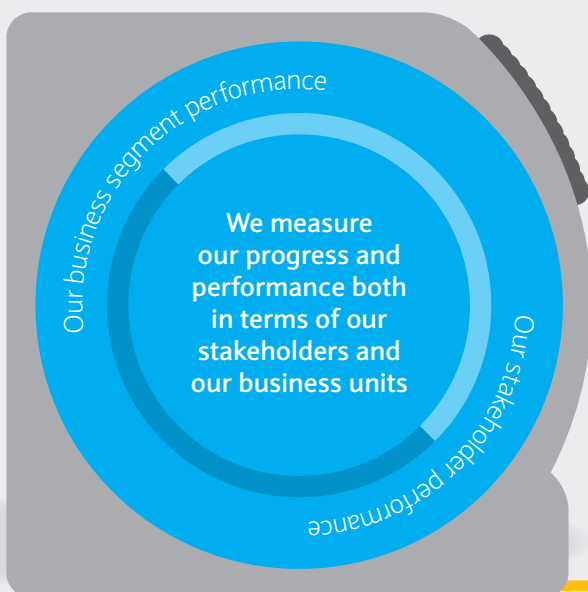 Our business segment performance
We measure
our progress and
performance both
in terms of our
stakeholders and
our business units
Our stakeholder performance